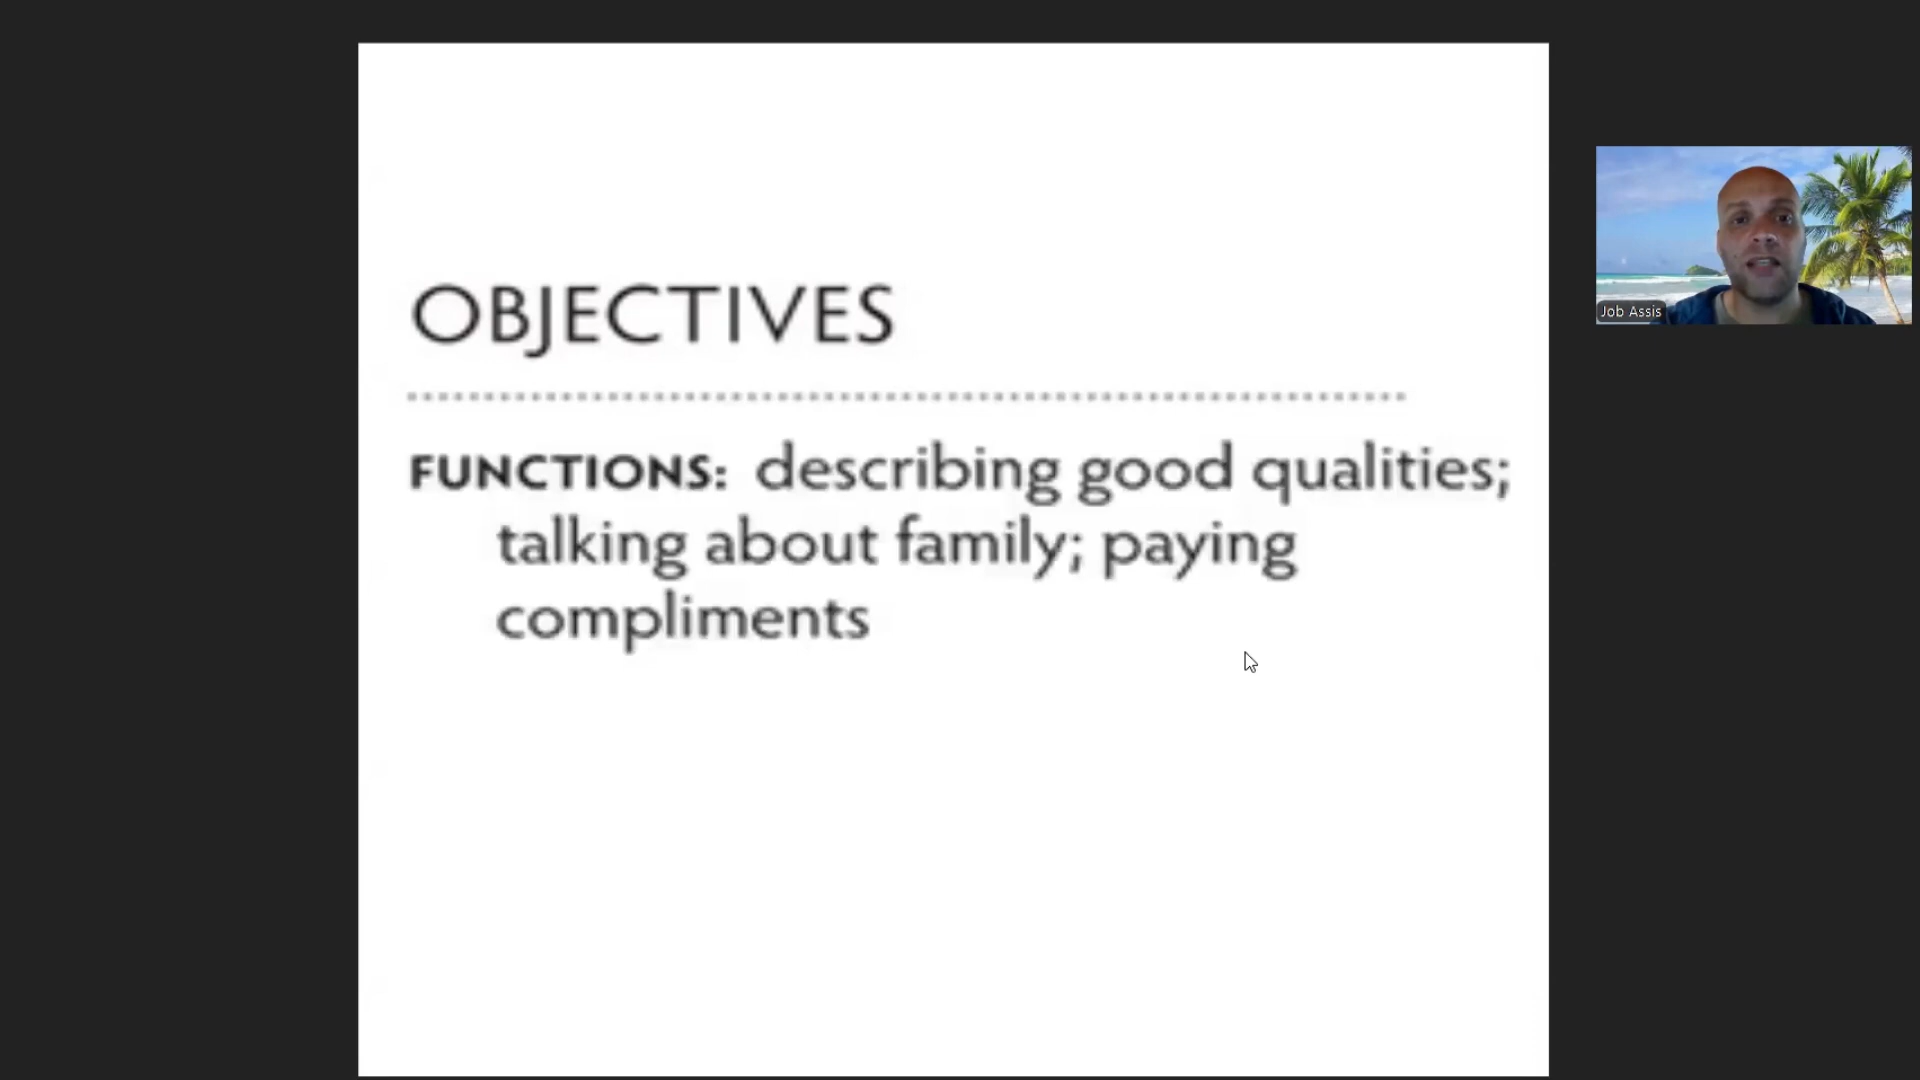 OBJECTIVES
FUNCTIONS: describing good qualities;
talking about family; paying
compliments
Job Assis